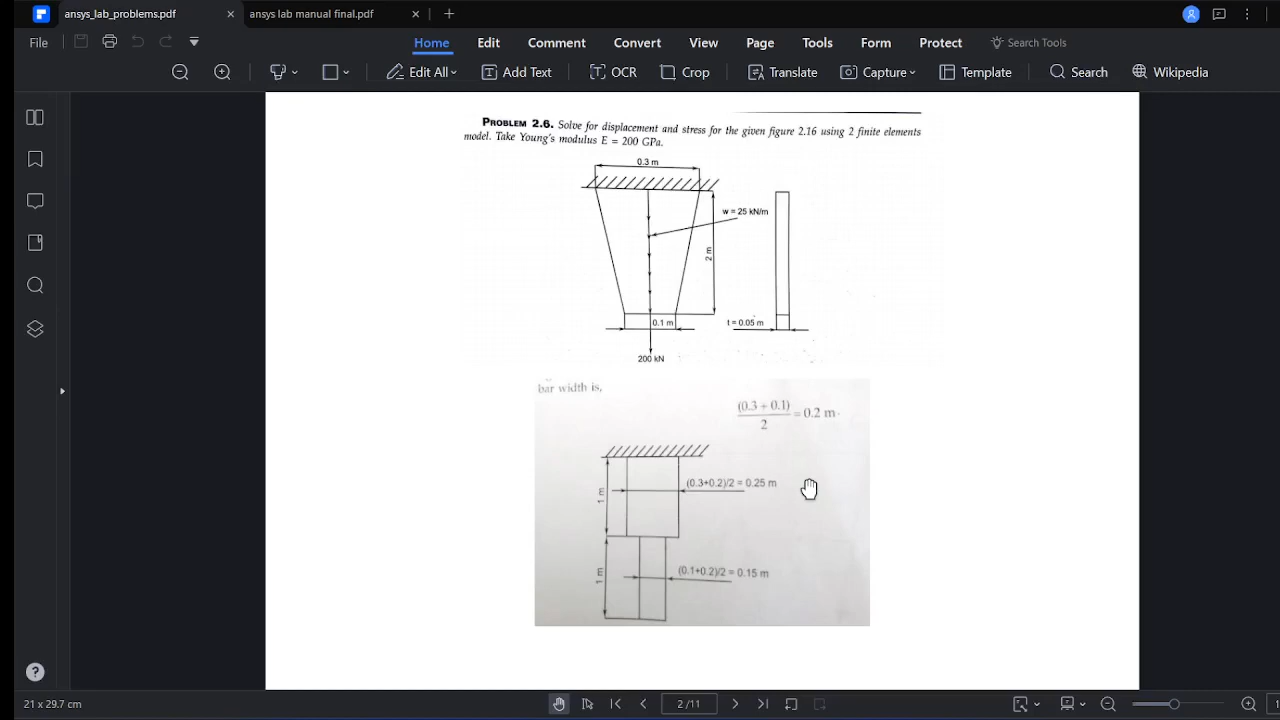 ansys_lab_problems.pdf
ansys lab manual final.pdf
File
Home
Edit
Comment
Convert
View
Page
Tools
Form
Protect
Search Tools
Edit All
Add Text
OCR
Crop
Translate
Capture
Template
Search
Wikipedia
PROBLEM 2.6. Solve for displacement and stress for the given figure 2.16 using 2 finite elements
model. Take Young's modulus E = 200 GPa.
0.3 m
w = 25 kN/m
2 m
0.1 m
t = 0.05 m
200 kN
bar width is,
(0.3 + 0.1)
2
= 0.2 m.
1 m
(0.3+0.2)/2 = 0.25 m
1 m
(0.1+0.2)/2 = 0.15 m
21 x 29.7 cm
2 /11